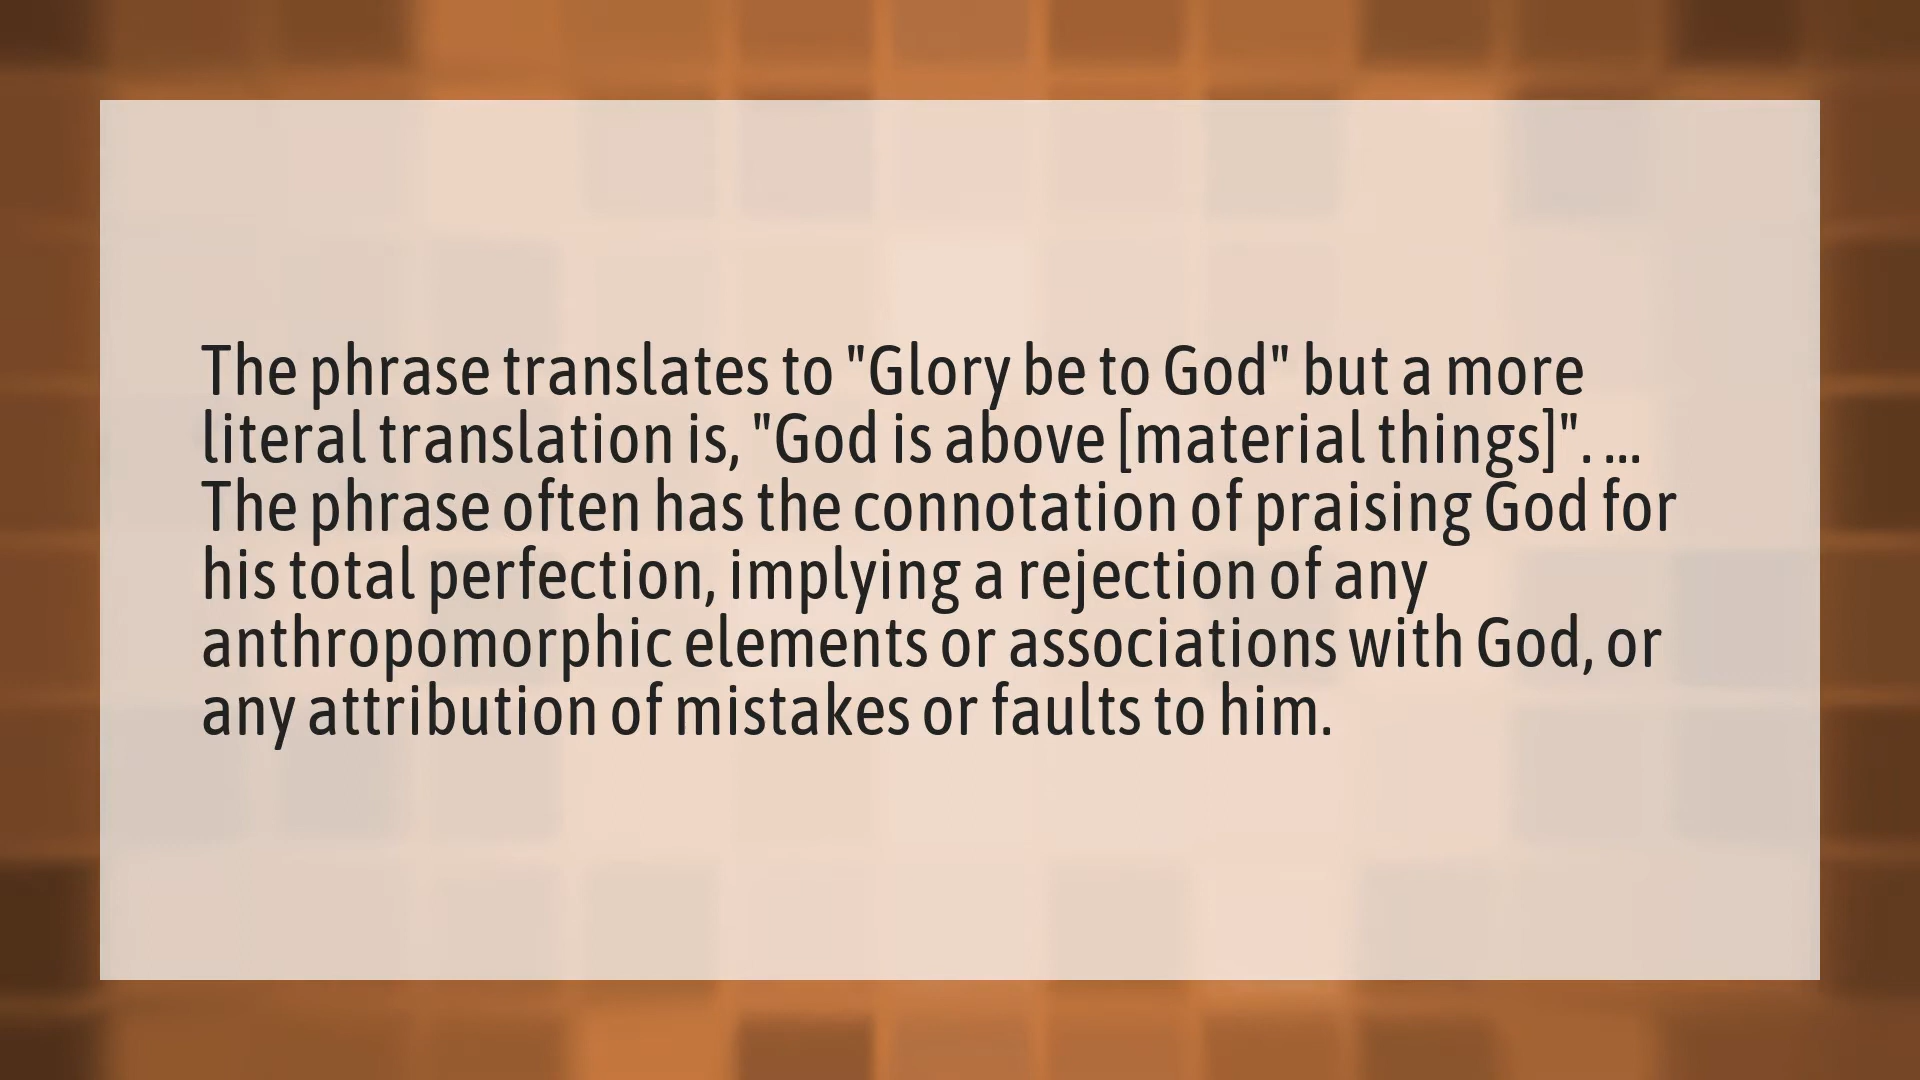 The phrase translates to "Glory be to God" but a more
literal translation is, "God is above [material things]". ...
The phrase often has the connotation of praising God for
his total perfection, implying a rejection of any
anthropomorphic elements or associations with God, or
any attribution of mistakes or faults to him.